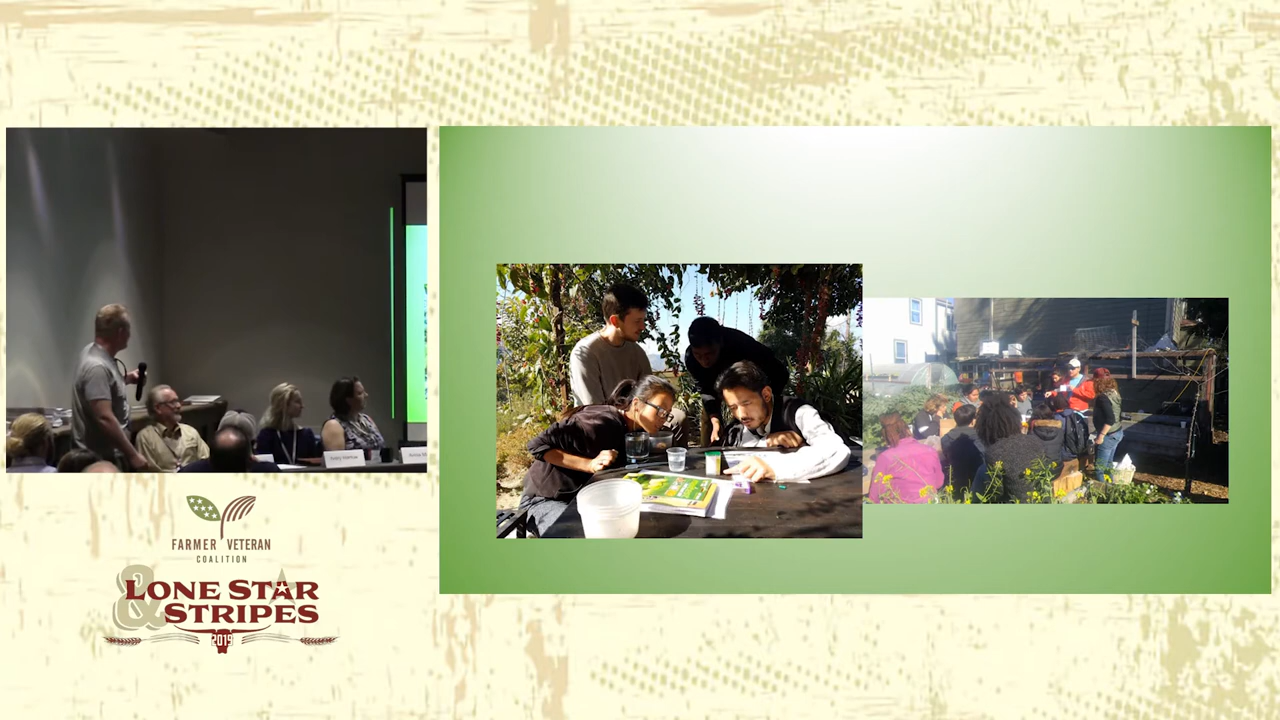 FARMER VETERAN
COALITION
LONE STAR
& STRIPES
2019